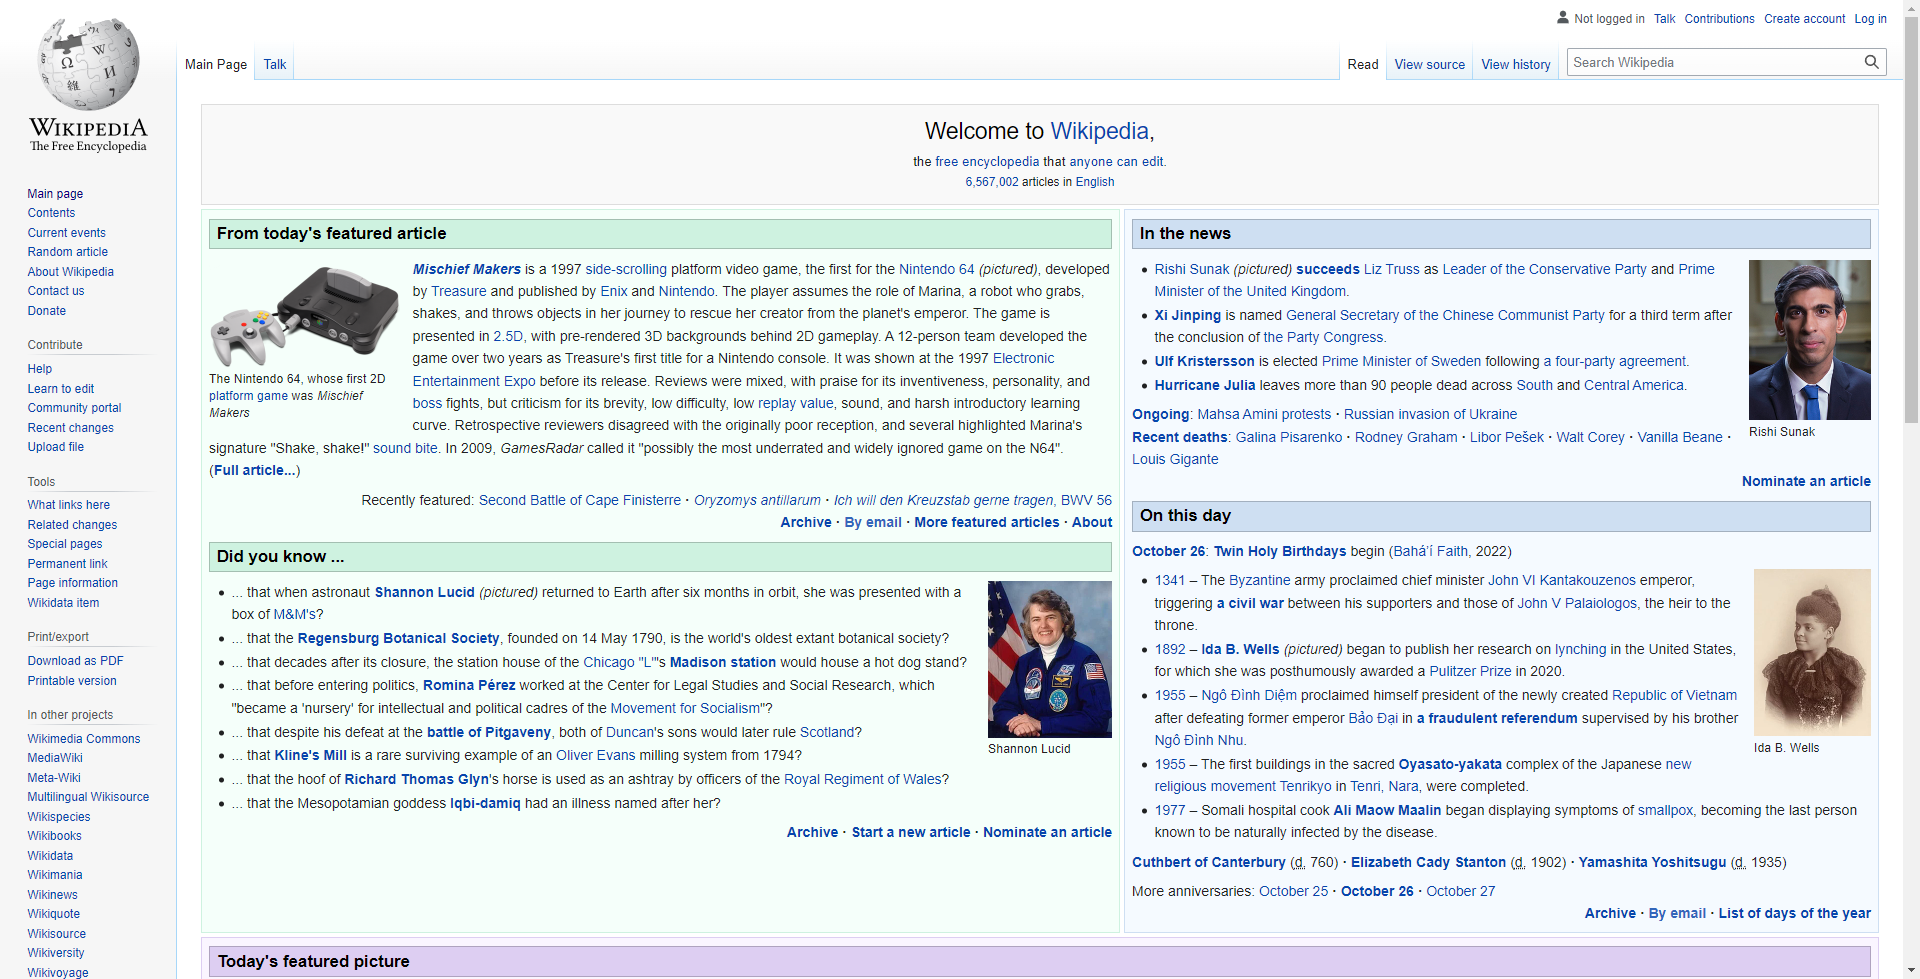 WIKIPEDIA
The Free Encyclopedia
Main page
Contents
Current events
Random article
About Wikipedia
Contact us
Donate
Contribute
Help
Learn to edit
Community portal
Recent changes
Upload file
Tools
What links here
Related changes
Special pages
Permanent link
Page information
Wikidata item
Print/export
Download as PDF
Printable version
In other projects
Wikimedia Commons
MediaWiki
Meta-Wiki
Multilingual Wikisource
Wikispecies
Wikibooks
Wikidata
Wikimania
Wikinews
Wikiquote
Wikisource
Wikiversity
Wikivoyage
Not logged in Talk Contributions Create account Log in
Main Page Talk
Read View source View history Search Wikipedia
Welcome to Wikipedia,
the free encyclopedia that anyone can edit.
6,567,002 articles in English
From today's featured article
The Nintendo 64, whose first 2D
platform game was Mischief
Makers
Mischief Makers is a 1997 side-scrolling platform video game, the first for the Nintendo 64 (pictured), developed
by Treasure and published by Enix and Nintendo. The player assumes the role of Marina, a robot who grabs,
shakes, and throws objects in her journey to rescue her creator from the planet's emperor. The game is
presented in 2.5D, with pre-rendered 3D backgrounds behind 2D gameplay. A 12-person team developed the
game over two years as Treasure's first title for a Nintendo console. It was shown at the 1997 Electronic
Entertainment Expo before its release. Reviews were mixed, with praise for its inventiveness, personality, and
boss fights, but criticism for its brevity, low difficulty, low replay value, sound, and harsh introductory learning
curve. Retrospective reviewers disagreed with the originally poor reception, and several highlighted Marina's
signature "Shake, shake!" sound bite. In 2009, GamesRadar called it "possibly the most underrated and widely ignored game on the N64".
(Full article...)
Recently featured: Second Battle of Cape Finisterre · Oryzomys antillarum · Ich will den Kreuzstab gerne tragen, BWV 56
Archive · By email · More featured articles · About
Did you know ...
... that when astronaut Shannon Lucid (pictured) returned to Earth after six months in orbit, she was presented with a
box of M&M's?
... that the Regensburg Botanical Society, founded on 14 May 1790, is the world's oldest extant botanical society?
... that decades after its closure, the station house of the Chicago "L"'s Madison station would house a hot dog stand?
... that before entering politics, Romina Pérez worked at the Center for Legal Studies and Social Research, which
"became a 'nursery' for intellectual and political cadres of the Movement for Socialism"?
... that despite his defeat at the battle of Pitgaveny, both of Duncan's sons would later rule Scotland?
... that Kline's Mill is a rare surviving example of an Oliver Evans milling system from 1794?
... that the hoof of Richard Thomas Glyn's horse is used as an ashtray by officers of the Royal Regiment of Wales?
... that the Mesopotamian goddess Iqbi-damiq had an illness named after her?
Shannon Lucid
Archive · Start a new article · Nominate an article
In the news
Rishi Sunak (pictured) succeeds Liz Truss as Leader of the Conservative Party and Prime
Minister of the United Kingdom.
Xi Jinping is named General Secretary of the Chinese Communist Party for a third term after
the conclusion of the Party Congress.
Ulf Kristersson is elected Prime Minister of Sweden following a four-party agreement.
Hurricane Julia leaves more than 90 people dead across South and Central America.
Rishi Sunak
Ongoing: Mahsa Amini protests · Russian invasion of Ukraine
Recent deaths: Galina Pisarenko · Rodney Graham · Libor Pešek · Walt Corey · Vanilla Beane ·
Louis Gigante
Nominate an article
On this day
October 26: Twin Holy Birthdays begin (Baháʼí Faith, 2022)
1341 – The Byzantine army proclaimed chief minister John VI Kantakouzenos emperor,
triggering a civil war between his supporters and those of John V Palaiologos, the heir to the
throne.
1892 – Ida B. Wells (pictured) began to publish her research on lynching in the United States,
for which she was posthumously awarded a Pulitzer Prize in 2020.
1955 – Ngô Đình Diệm proclaimed himself president of the newly created Republic of Vietnam
after defeating former emperor Bảo Đại in a fraudulent referendum supervised by his brother
Ngô Đình Nhu.
1955 – The first buildings in the sacred Oyasato-yakata complex of the Japanese new
religious movement Tenrikyo in Tenri, Nara, were completed.
1977 – Somali hospital cook Ali Maow Maalin began displaying symptoms of smallpox, becoming the last person
known to be naturally infected by the disease.
Ida B. Wells
Cuthbert of Canterbury (d. 760) · Elizabeth Cady Stanton (d. 1902) · Yamashita Yoshitsugu (d. 1935)
More anniversaries: October 25 · October 26 · October 27
Archive · By email · List of days of the year
Today's featured picture